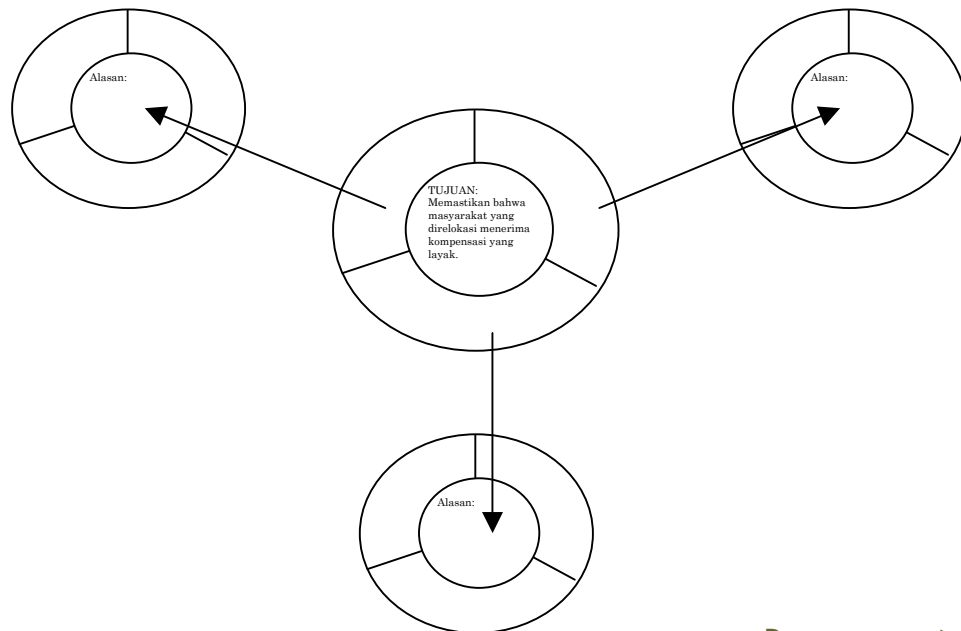 Alasan:
Alasan:
TUJUAN:
Memastikan bahwa
masyarakat yang
direlokasi menerima
kompensasi yang
layak.
Alasan: